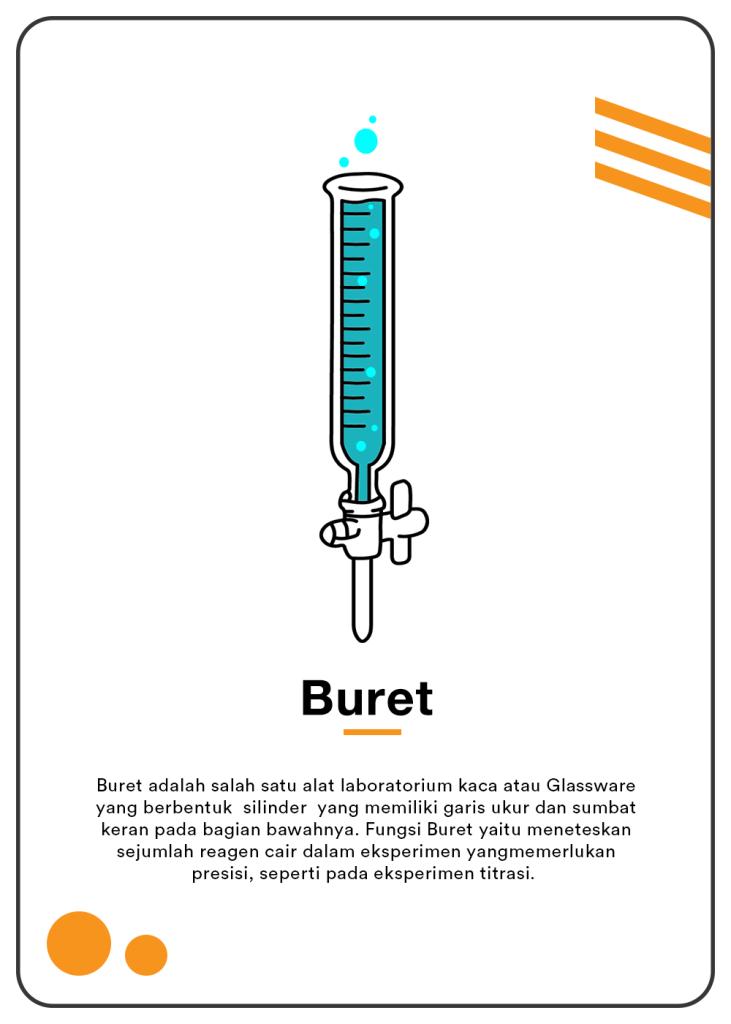 Buret
Buret adalah salah satu alat laboratorium kaca atau Glassware
yang berbentuk  silinder  yang memiliki garis ukur dan sumbat
keran pada bagian bawahnya. Fungsi Buret yaitu meneteskan
sejumlah reagen cair dalam eksperimen yangmemerlukan
presisi, seperti pada eksperimen titrasi.